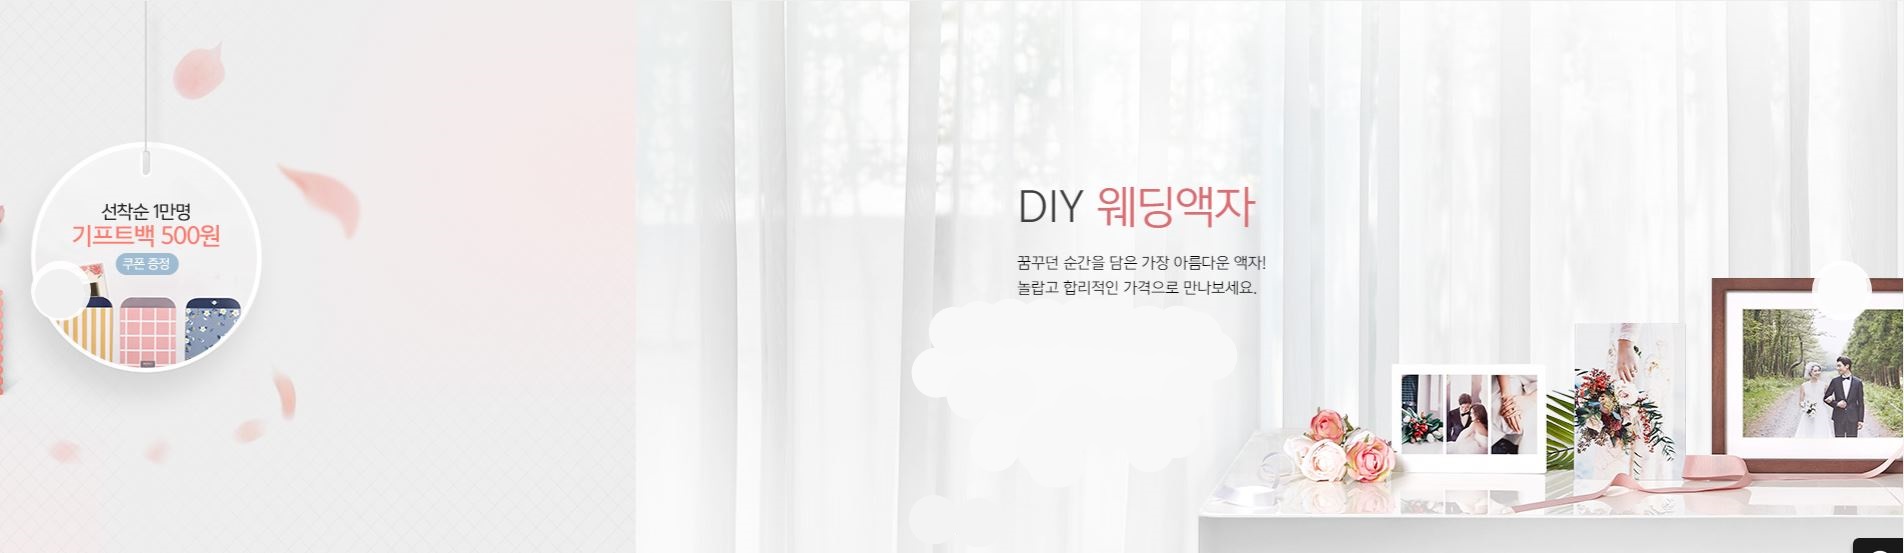 선착순 1만명
기프트백 500원
쿠폰 증정
DIY 웨딩액자
꿈꾸던 순간을 담은 가장 아름다운 액자!
놀랍고 합리적인 가격으로 만나보세요.